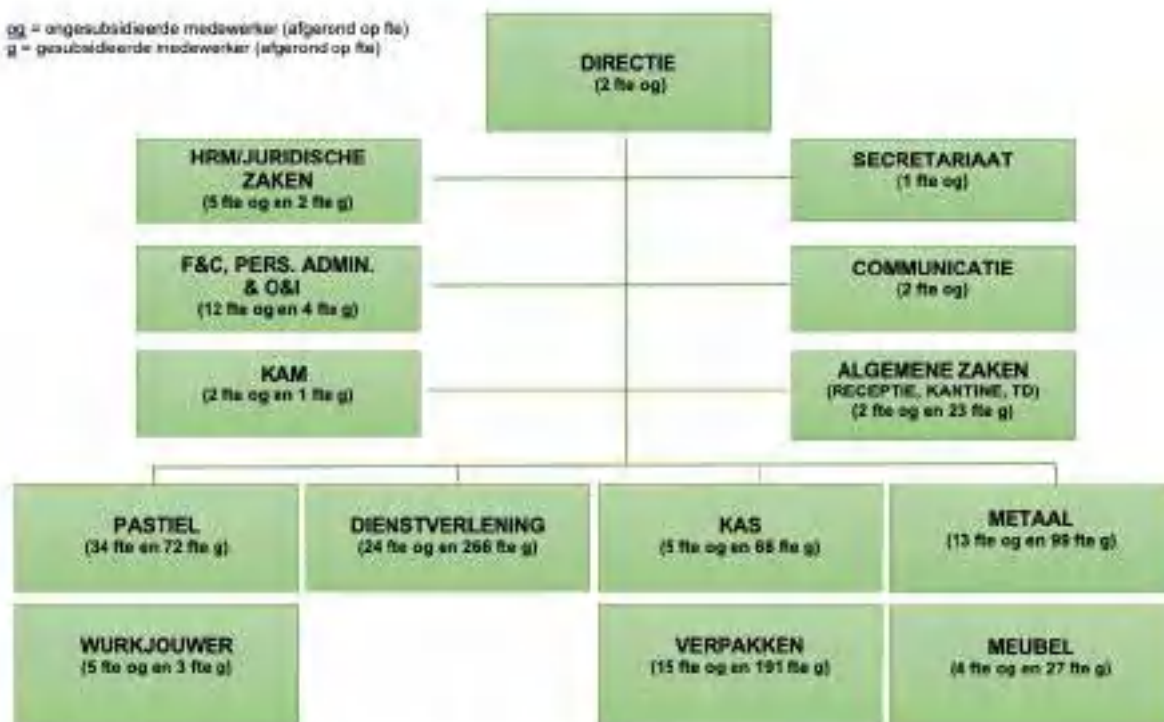 og = ongesubsidieerde medewerker (afgerond op fte)
g = gesubsidieerde medewerker (afgerond op fte)
DIRECTIE
(2 fte og)
HRM/JURIDISCHE
ZAKEN
(5 fte og en 2 fte g)
SECRETARIAAT
(1 fte og)
F&C, PERS. ADMIN.
& O&I
(12 fte og en 4 fte g)
COMMUNICATIE
(2 fte og)
KAM
(2 fte og en 1 fte g)
ALGEMENE ZAKEN
(RECEPTIE, KANTINE, TD)
(2 fte og en 23 fte g)
PASTIEL
(34 fte en 72 fte g)
DIENSTVERLENING
(24 fte og en 266 fte g)
KAS
(5 fte og en fte g)
METAAL
(13 fte og en 99 fte g)
WURKJOUWER
(5 fte og en 3 fte g)
VERPAKKEN
(15 fte og en 191 fte g)
MEUBEL
(4 fte og en 27 fte g)